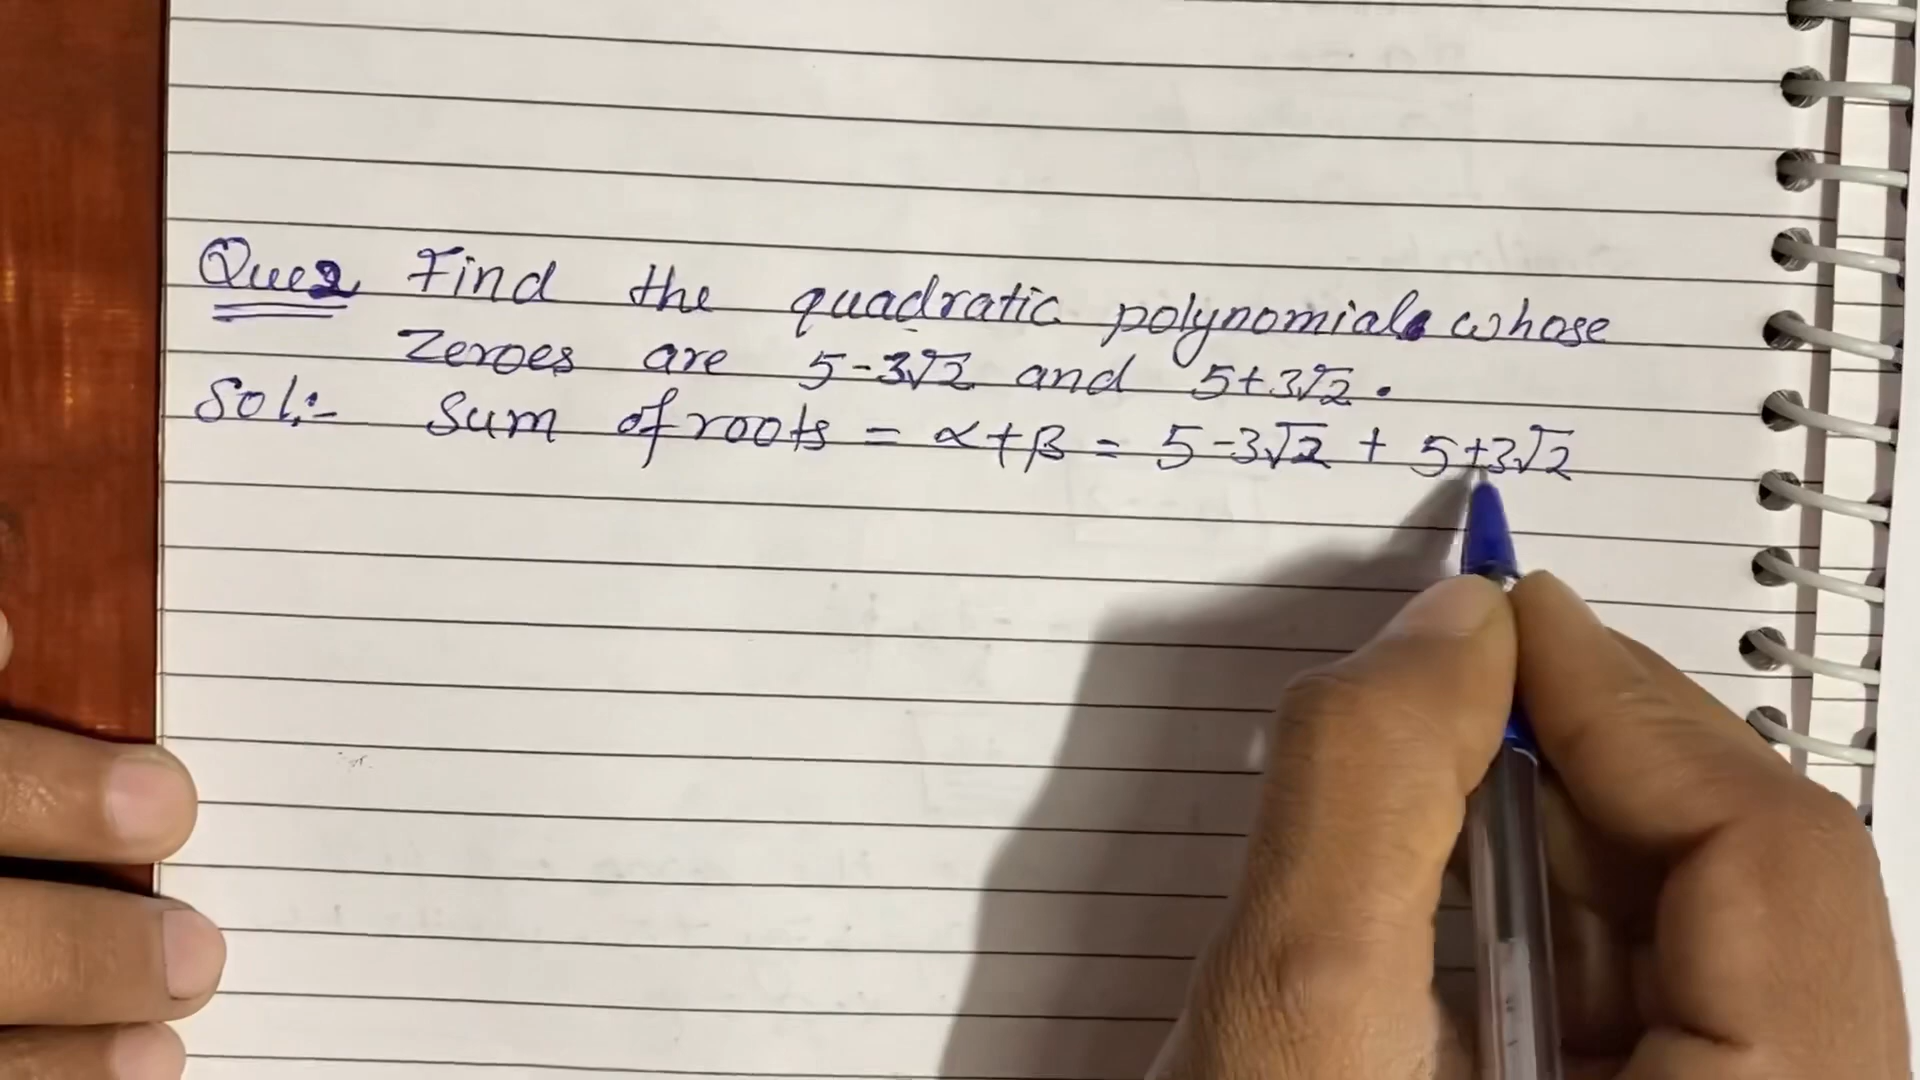 Que2 Find the quadratic polynomial whose
zeroes are 5-3√2 and 5+3√2.
Sol:- Sum of roots = α+β = 5-3√2 + 5+3√2